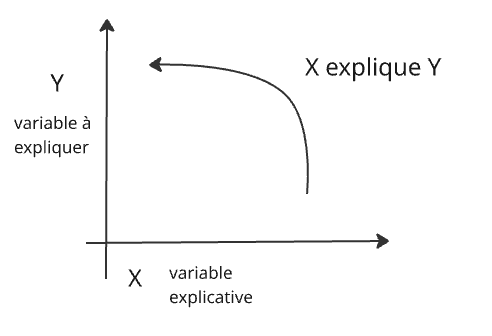 X explique Y
Y
variable à
expliquer
X variable
explicative